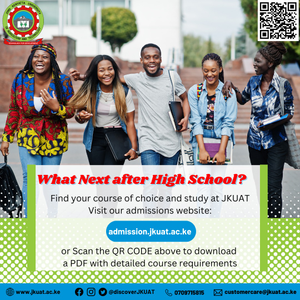 What Next after High School?
Find your course of choice and study at JKUAT
Visit our admissions website:
admission.jkuat.ac.ke
or Scan the QR CODE above to download
a PDF with detailed course requirements
www.jkuat.ac.ke @discoverJKUAT 0709715815 customercare@jkuat.ac.ke